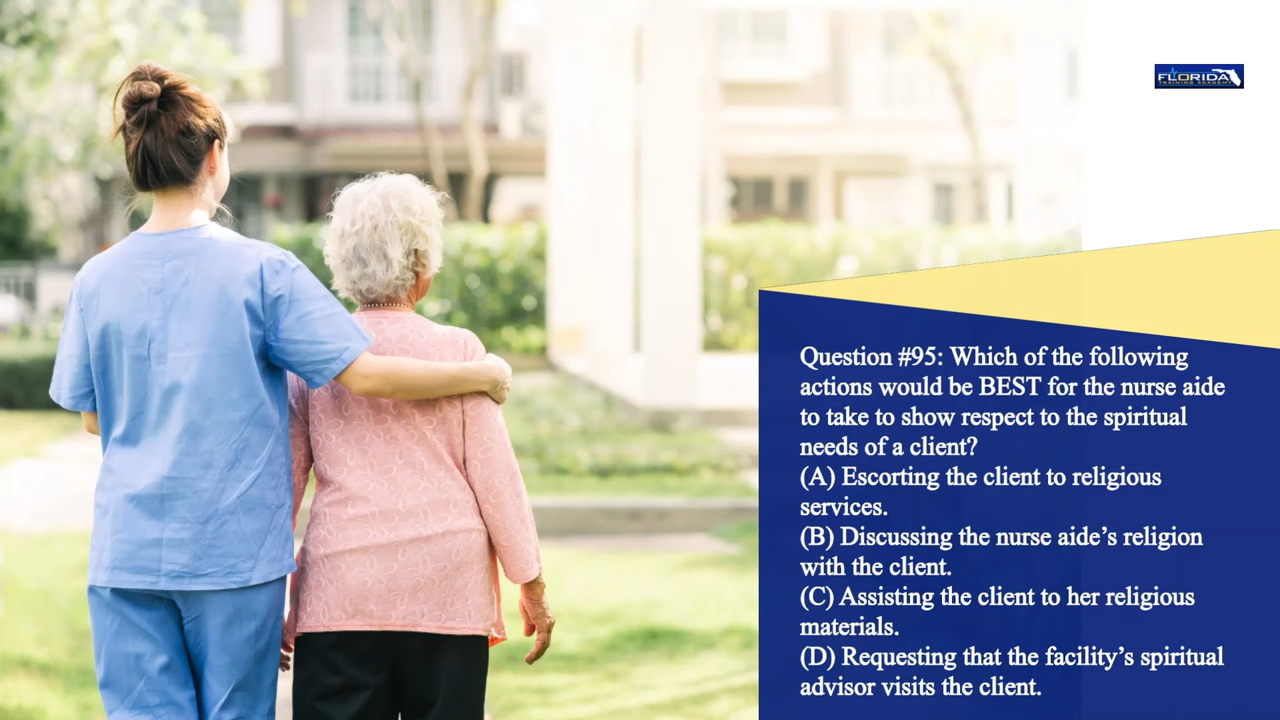 FLORIDA
TRAINING ACADEMY
Question #95: Which of the following
actions would be BEST for the nurse aide
to take to show respect to the spiritual
needs of a client?
(A) Escorting the client to religious
services.
(B) Discussing the nurse aide’s religion
with the client.
(C) Assisting the client to her religious
materials.
(D) Requesting that the facility’s spiritual
advisor visits the client.